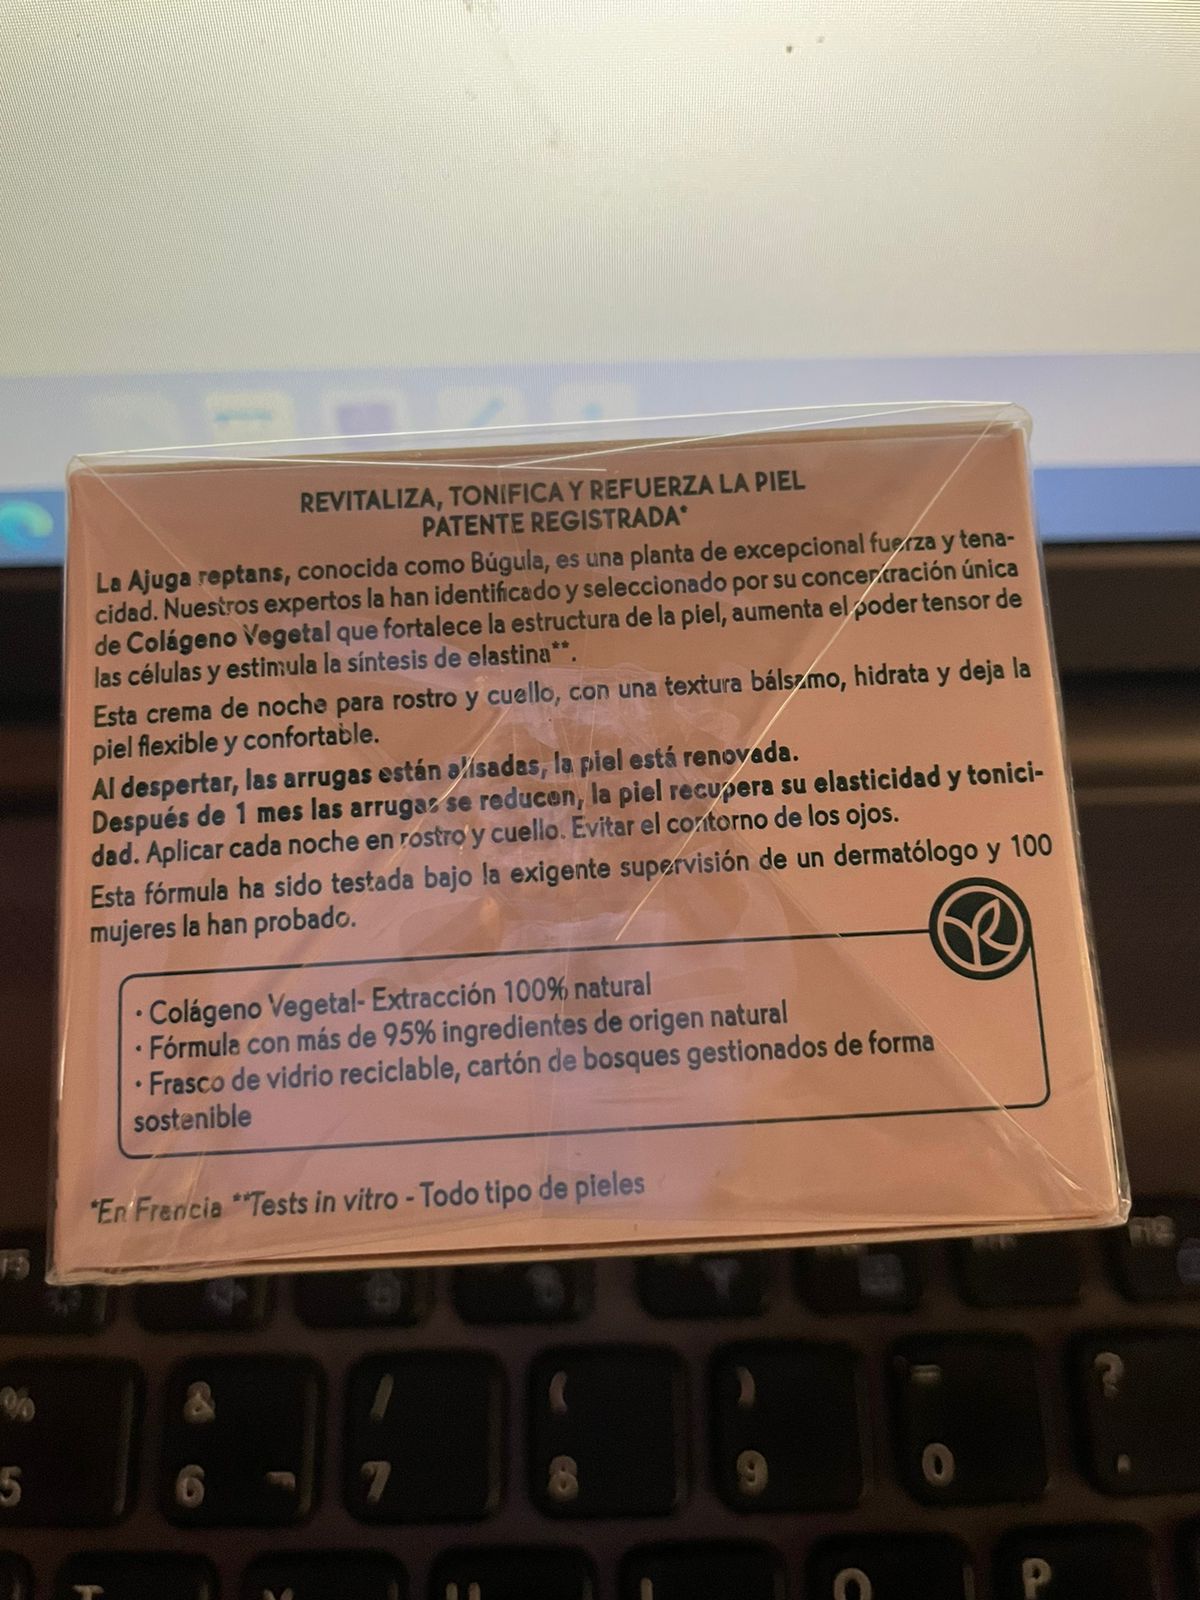 REVITALIZA, TONIFICA Y REFUERZA LA PIEL
PATENTE REGISTRADA*
La Ajuga reptans, conocida como Búgula, es una planta de excepcional fuerza y tena-
cidad. Nuestros expertos la han identificado y seleccionado por su concentración única
de Colágeno Vegetal que fortalece la estructura de la piel, aumenta el poder tensor de
las células y estimula la síntesis de elastina**.
Esta crema de noche para rostro y cuello, con una textura bálsamo, hidrata y deja la
piel flexible y confortable.
Al despertar, las arrugas están alisadas, la piel está renovada.
Después de 1 mes las arrugas se reducen, la piel recupera su elasticidad y tonici-
dad. Aplicar cada noche en rostro y cuello. Evitar el contorno de los ojos.
Esta fórmula ha sido testada bajo la exigente supervisión de un dermatólogo y 100
mujeres la han probado.
· Colágeno Vegetal- Extracción 100% natural
· Fórmula con más de 95% ingredientes de origen natural
· Frasco de vidrio reciclable, cartón de bosques gestionados de forma
sostenible
*En Francia **Tests in vitro - Todo tipo de pieles
% & / ( ) = ?
5 6 ¬ 7 8 9 0 '
O P